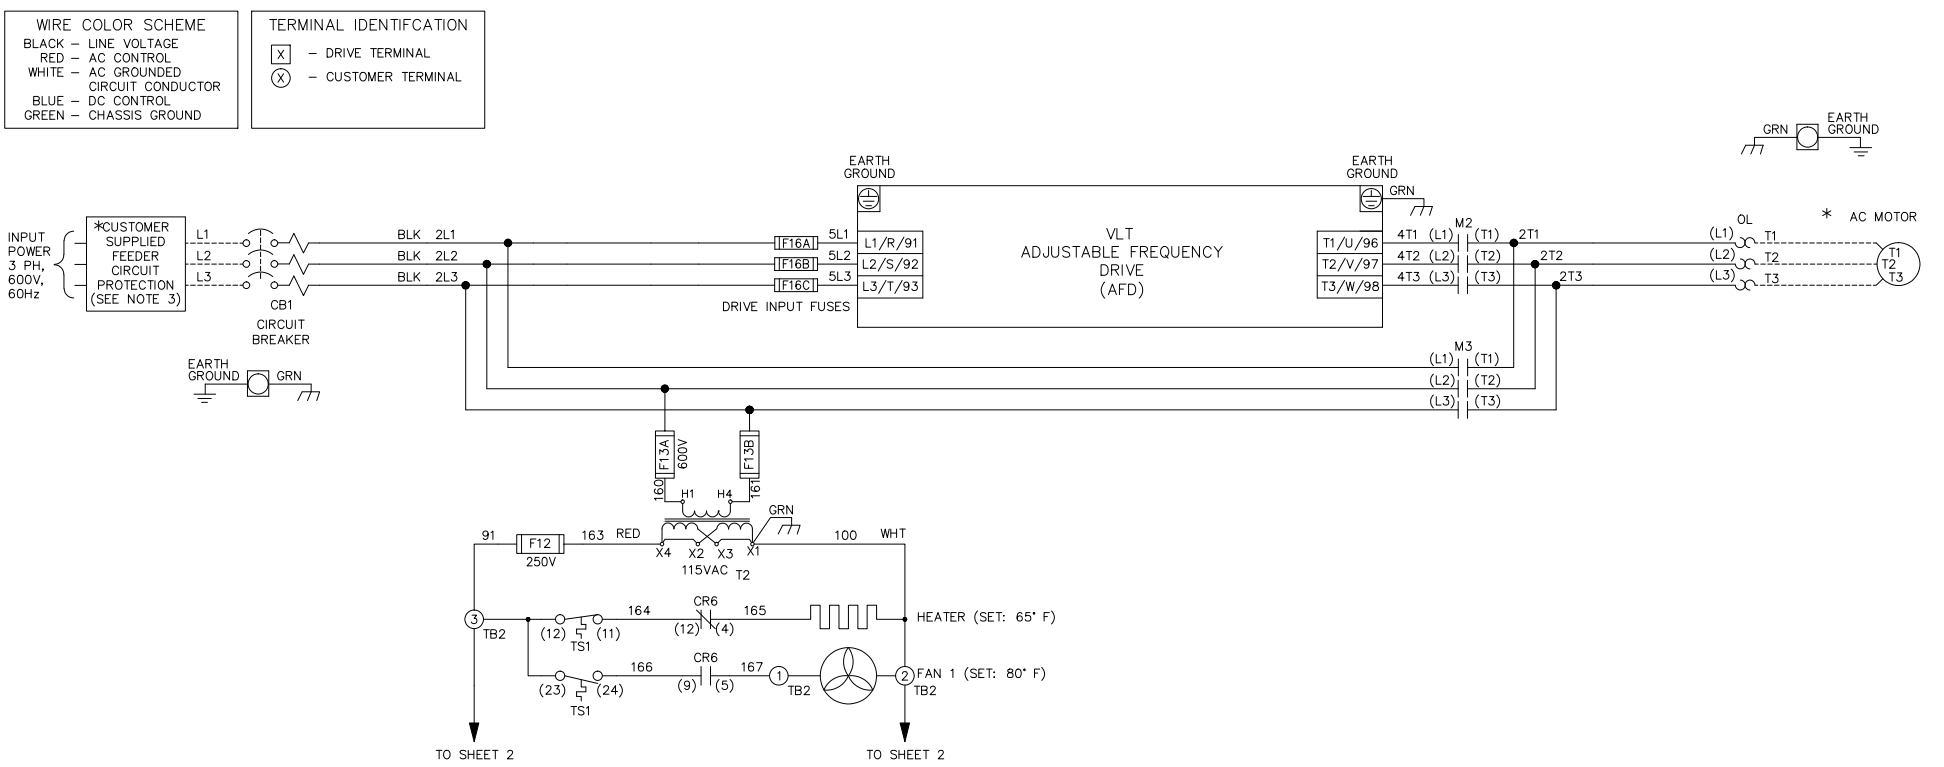 WIRE COLOR SCHEME
BLACK – LINE VOLTAGE
RED – AC CONTROL
WHITE – AC GROUNDED
CIRCUIT CONDUCTOR
BLUE – DC CONTROL
GREEN – CHASSIS GROUND
TERMINAL IDENTIFCATION
X – DRIVE TERMINAL
X – CUSTOMER TERMINAL
GRN
EARTH
GROUND
EARTH
GROUND
EARTH
GROUND
GRN
INPUT
POWER
3 PH,
600V,
60Hz
*CUSTOMER
SUPPLIED
FEEDER
CIRCUIT
PROTECTION
(SEE NOTE 3)
L1
L2
L3
CB1
CIRCUIT
BREAKER
BLK 2L1
BLK 2L2
BLK 2L3
F16A
F16B
F16C
DRIVE INPUT FUSES
5L1
5L2
5L3
L1/R/91
L2/S/92
L3/T/93
VLT
ADJUSTABLE FREQUENCY
DRIVE
(AFD)
T1/U/96
T2/V/97
T3/W/98
4T1 (L1) M2 (T1) 2T1
4T2 (L2) (T2) 2T2
4T3 (L3) (T3) 2T3
OL
(L1) T1
(L2) T2
(L3) T3
* AC MOTOR
T1
T2
T3
M3
(L1) (T1)
(L2) (T2)
(L3) (T3)
EARTH
GROUND
GRN
F13A
600V
F13B
160
161
H1 H4
GRN
91 F12 163 RED
250V
X4 X2 X3 X1
115VAC T2
100 WHT
3
TB2
(12) (11)
TS1
164
CR6
(12) (4)
165
HEATER (SET: 65° F)
(23) (24)
TS1
166
CR6
(9) (5)
167
1
TB2
2
TB2
FAN 1 (SET: 80° F)
TO SHEET 2
TO SHEET 2